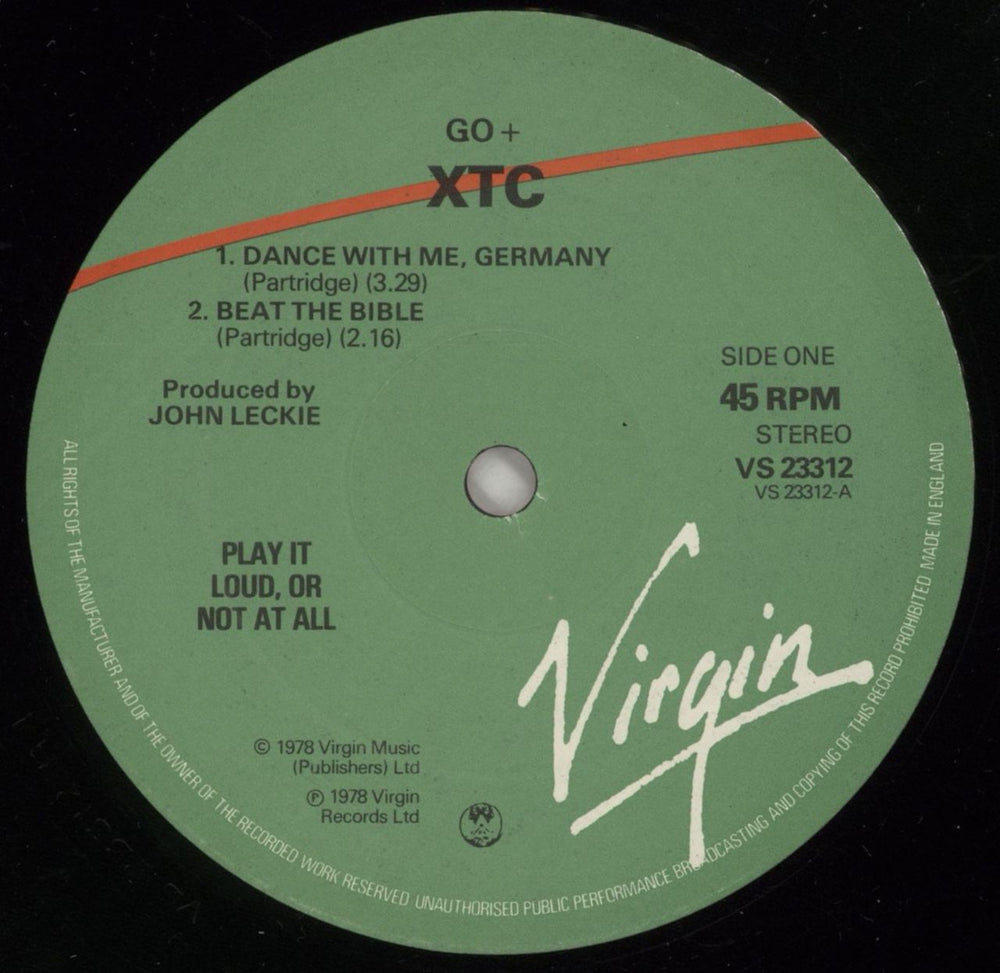 GO +
XTC
1. DANCE WITH ME, GERMANY
(Partridge) (3.29)
2. BEAT THE BIBLE
(Partridge) (2.16)
Produced by
JOHN LECKIE
SIDE ONE
45 RPM
STEREO
VS 23312
VS 23312-A
PLAY IT
LOUD, OR
NOT AT ALL
Virgin
© 1978 Virgin Music
(Publishers) Ltd
℗ 1978 Virgin
Records Ltd
ALL RIGHTS OF THE MANUFACTURER AND OF THE OWNER OF THE RECORDED WORK RESERVED UNAUTHORISED PUBLIC PERFORMANCE BROADCASTING AND COPYING OF THIS RECORD PROHIBITED MADE IN ENGLAND